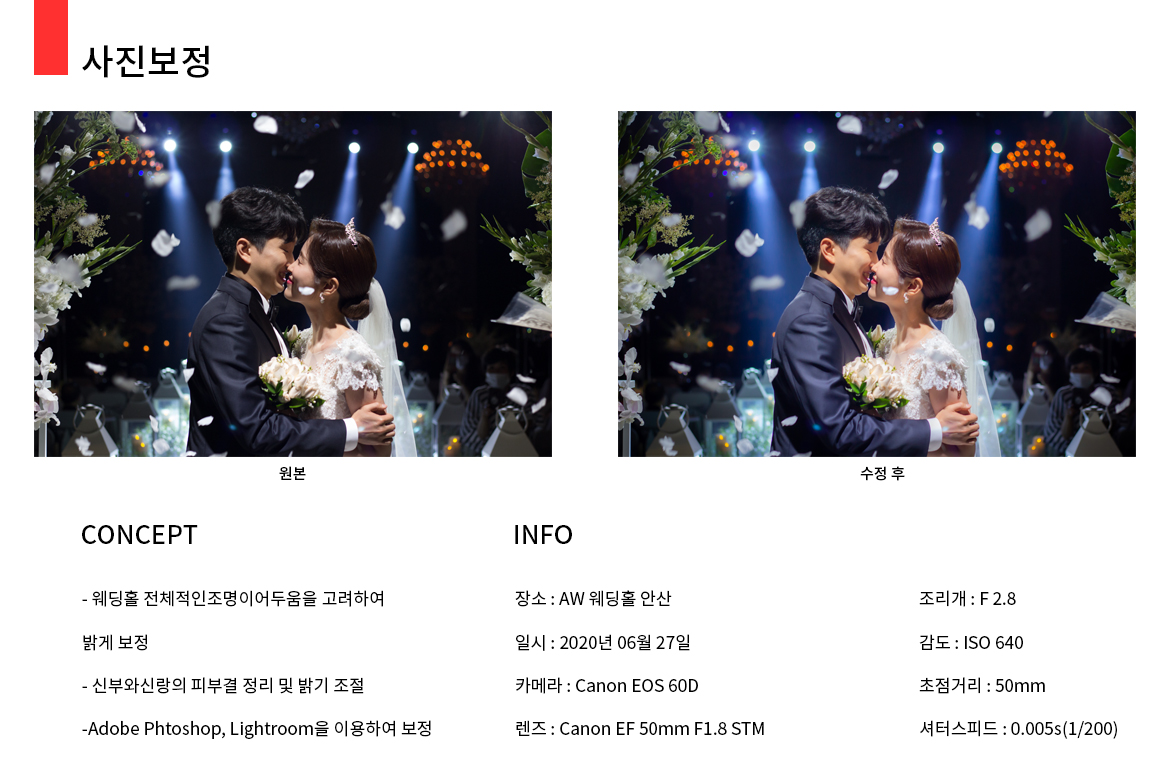 사진보정
원본
수정 후
CONCEPT
- 웨딩홀 전체적인조명이어두움을 고려하여
밝게 보정
- 신부와신랑의 피부결 정리 및 밝기 조절
-Adobe Phtoshop, Lightroom을 이용하여 보정
INFO
장소 : AW 웨딩홀 안산
일시 : 2020년 06월 27일
카메라 : Canon EOS 60D
렌즈 : Canon EF 50mm F1.8 STM
조리개 : F 2.8
감도 : ISO 640
초점거리 : 50mm
셔터스피드 : 0.005s(1/200)